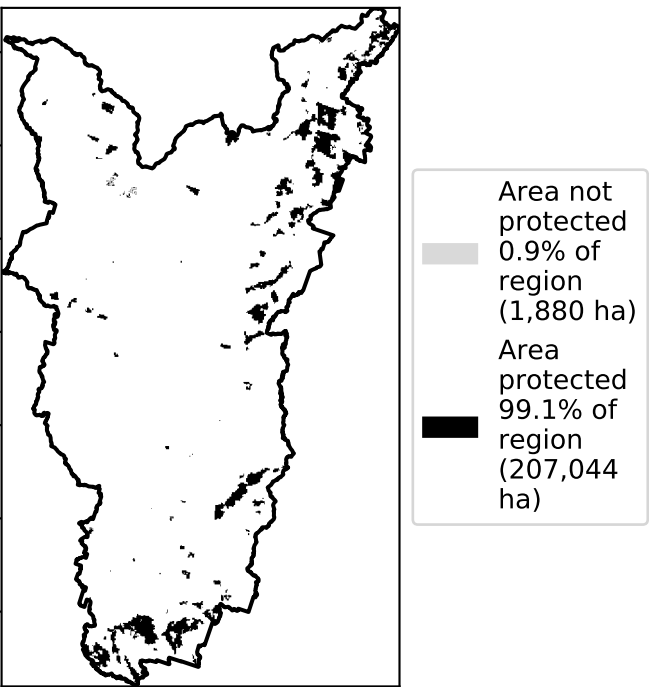 Area not
protected
0.9% of
region
(1,880 ha)
Area
protected
99.1% of
region
(207,044
ha)